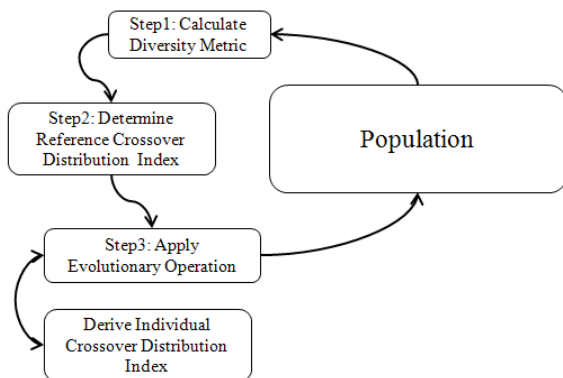 Step1: Calculate
Diversity Metric
Step2: Determine
Reference Crossover
Distribution Index
Population
Step3: Apply
Evolutionary Operation
Derive Individual
Crossover Distribution
Index